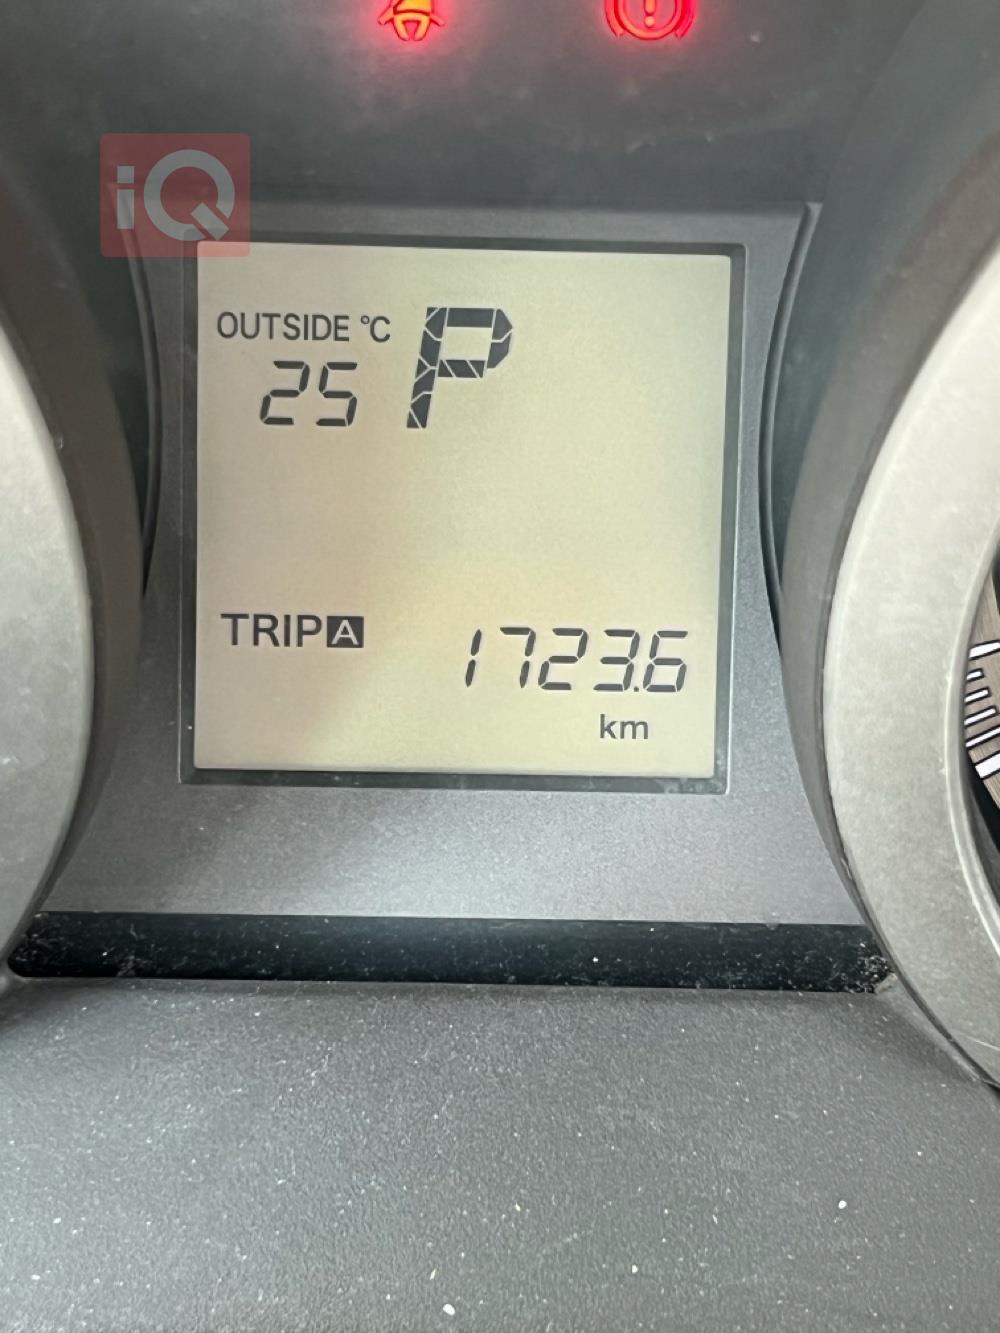 iQ
OUTSIDE °C
25 P
TRIP A 1723.6
km